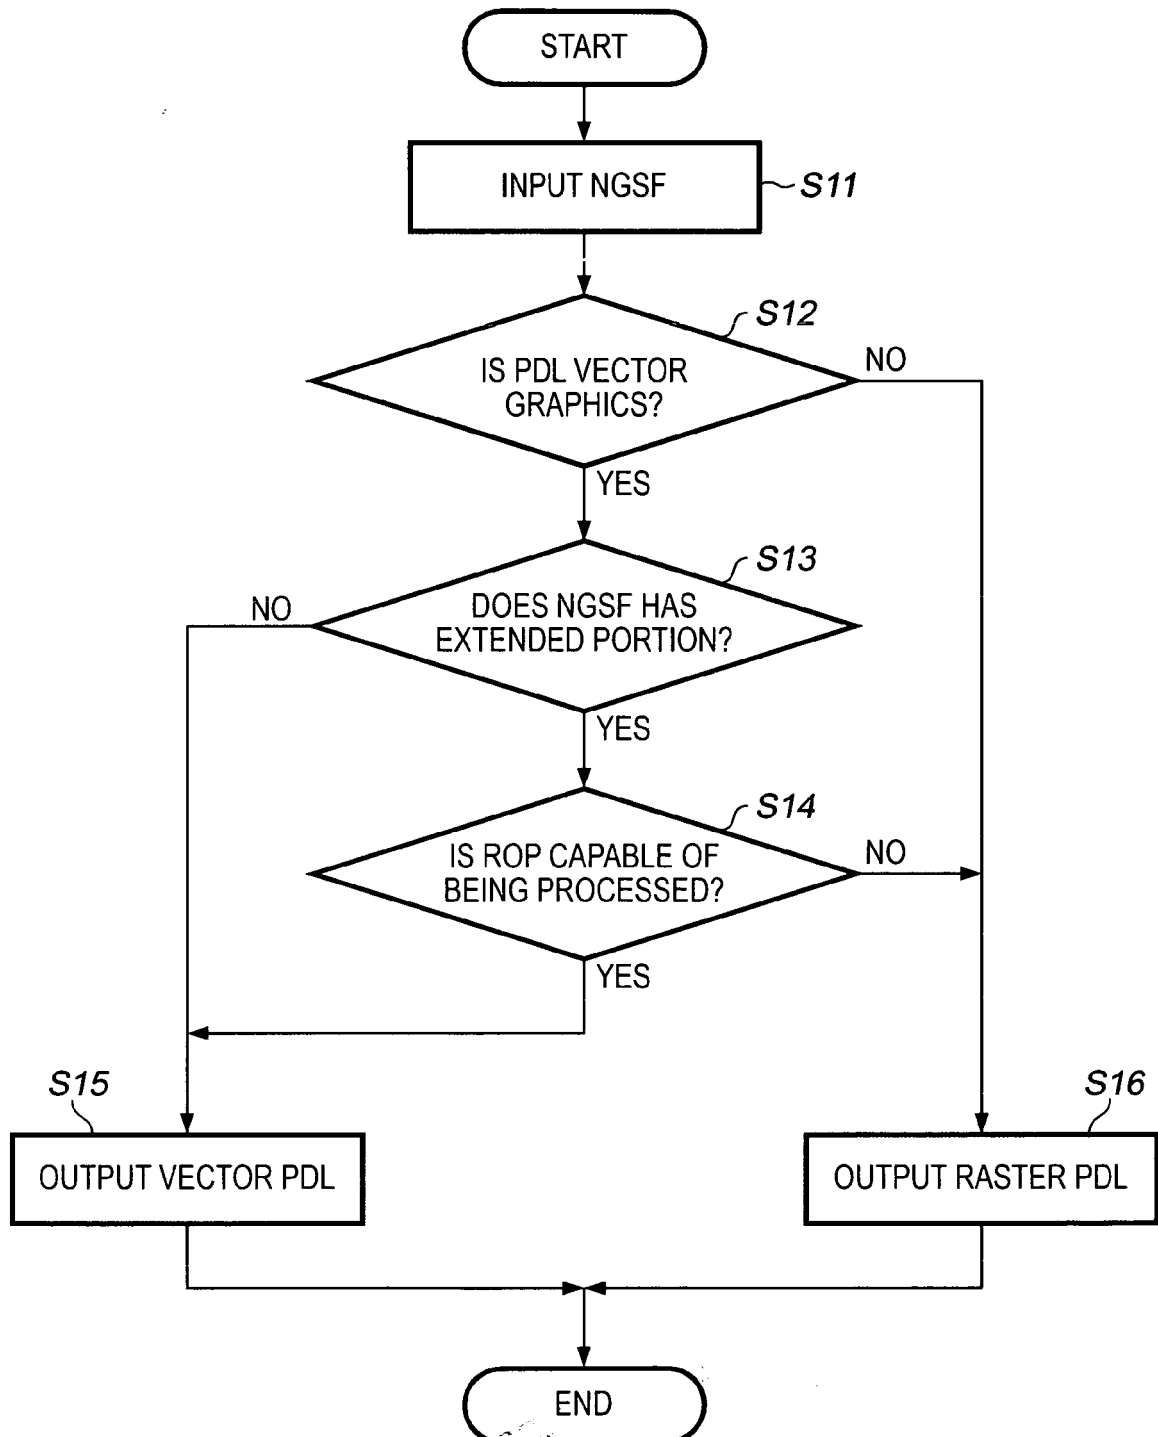 START
INPUT NGSF
S11
S12
IS PDL VECTOR
GRAPHICS?
NO
YES
S13
DOES NGSF HAS
EXTENDED PORTION?
NO
YES
S14
IS ROP CAPABLE OF
BEING PROCESSED?
NO
YES
S15
OUTPUT VECTOR PDL
S16
OUTPUT RASTER PDL
END